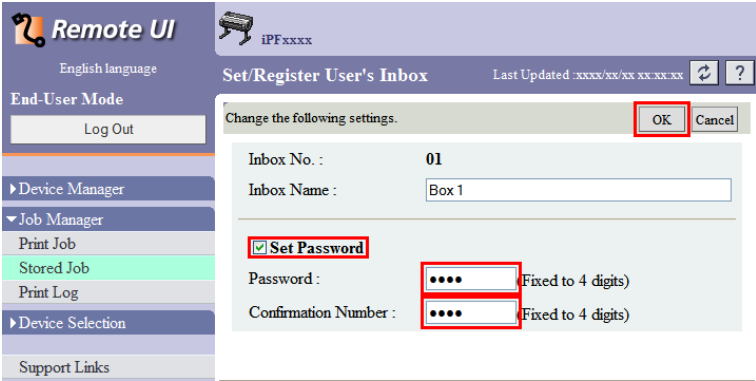 Remote UI
English language
End-User Mode
Log Out
Device Manager
Job Manager
Print Job
Stored Job
Print Log
Device Selection
Support Links
iPFxxxx
Set/Register User's Inbox
Last Updated :xxxx/xx/xx xx:xx:xx
?
Change the following settings.
OK
Cancel
Inbox No. : 01
Inbox Name : Box 1
Set Password
Password : •••• (Fixed to 4 digits)
Confirmation Number : •••• (Fixed to 4 digits)